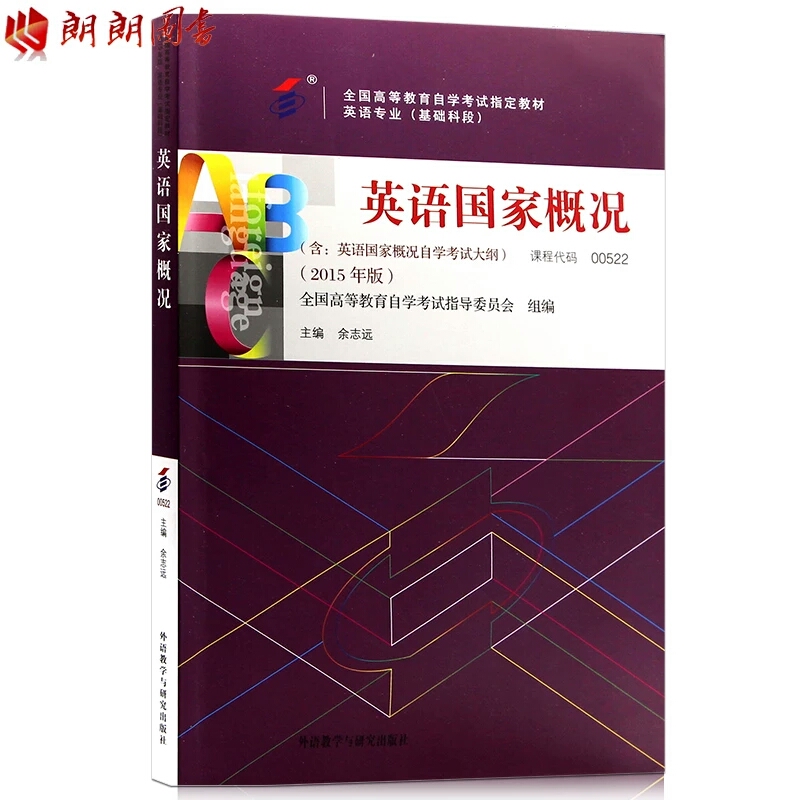 朗朗图书
®
全国高等教育自学考试指定教材
英语专业(基础科段)
英语国家概况
(含:英语国家概况自学考试大纲) 课程代码 00522
(2015年版)
全国高等教育自学考试指导委员会 组编
主编 余志远
ABC
foreign
language
外语教学与研究出版社
英语国家概况
00522
主编 余志远
外语教学与研究出版社